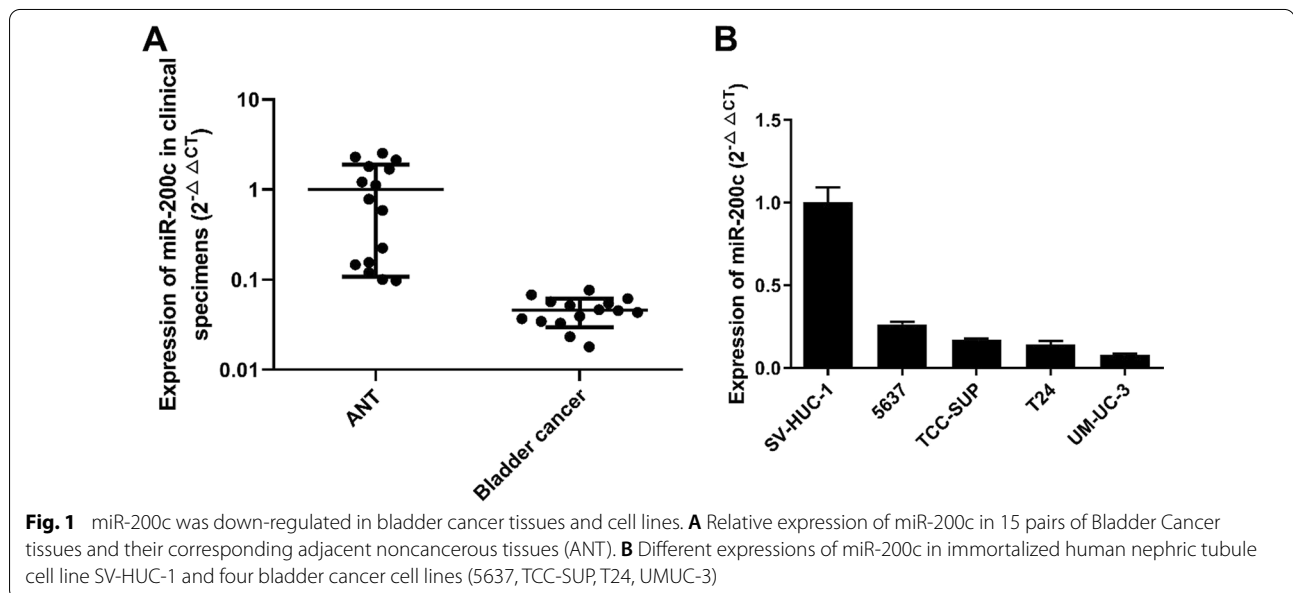 A
Expression of miR-200c in clinical
specimens (2-△ △CT)
10
1
0.1
0.01
ANT
Bladder cancer
B
Expression of miR-200c (2-△ △CT)
1.5
1.0
0.5
0.0
SV-HUC-1
5637
TCC-SUP
T24
UM-UC-3
Fig. 1 miR-200c was down-regulated in bladder cancer tissues and cell lines. A Relative expression of miR-200c in 15 pairs of Bladder Cancer
tissues and their corresponding adjacent noncancerous tissues (ANT). B Different expressions of miR-200c in immortalized human nephric tubule
cell line SV-HUC-1 and four bladder cancer cell lines (5637, TCC-SUP, T24, UMUC-3)